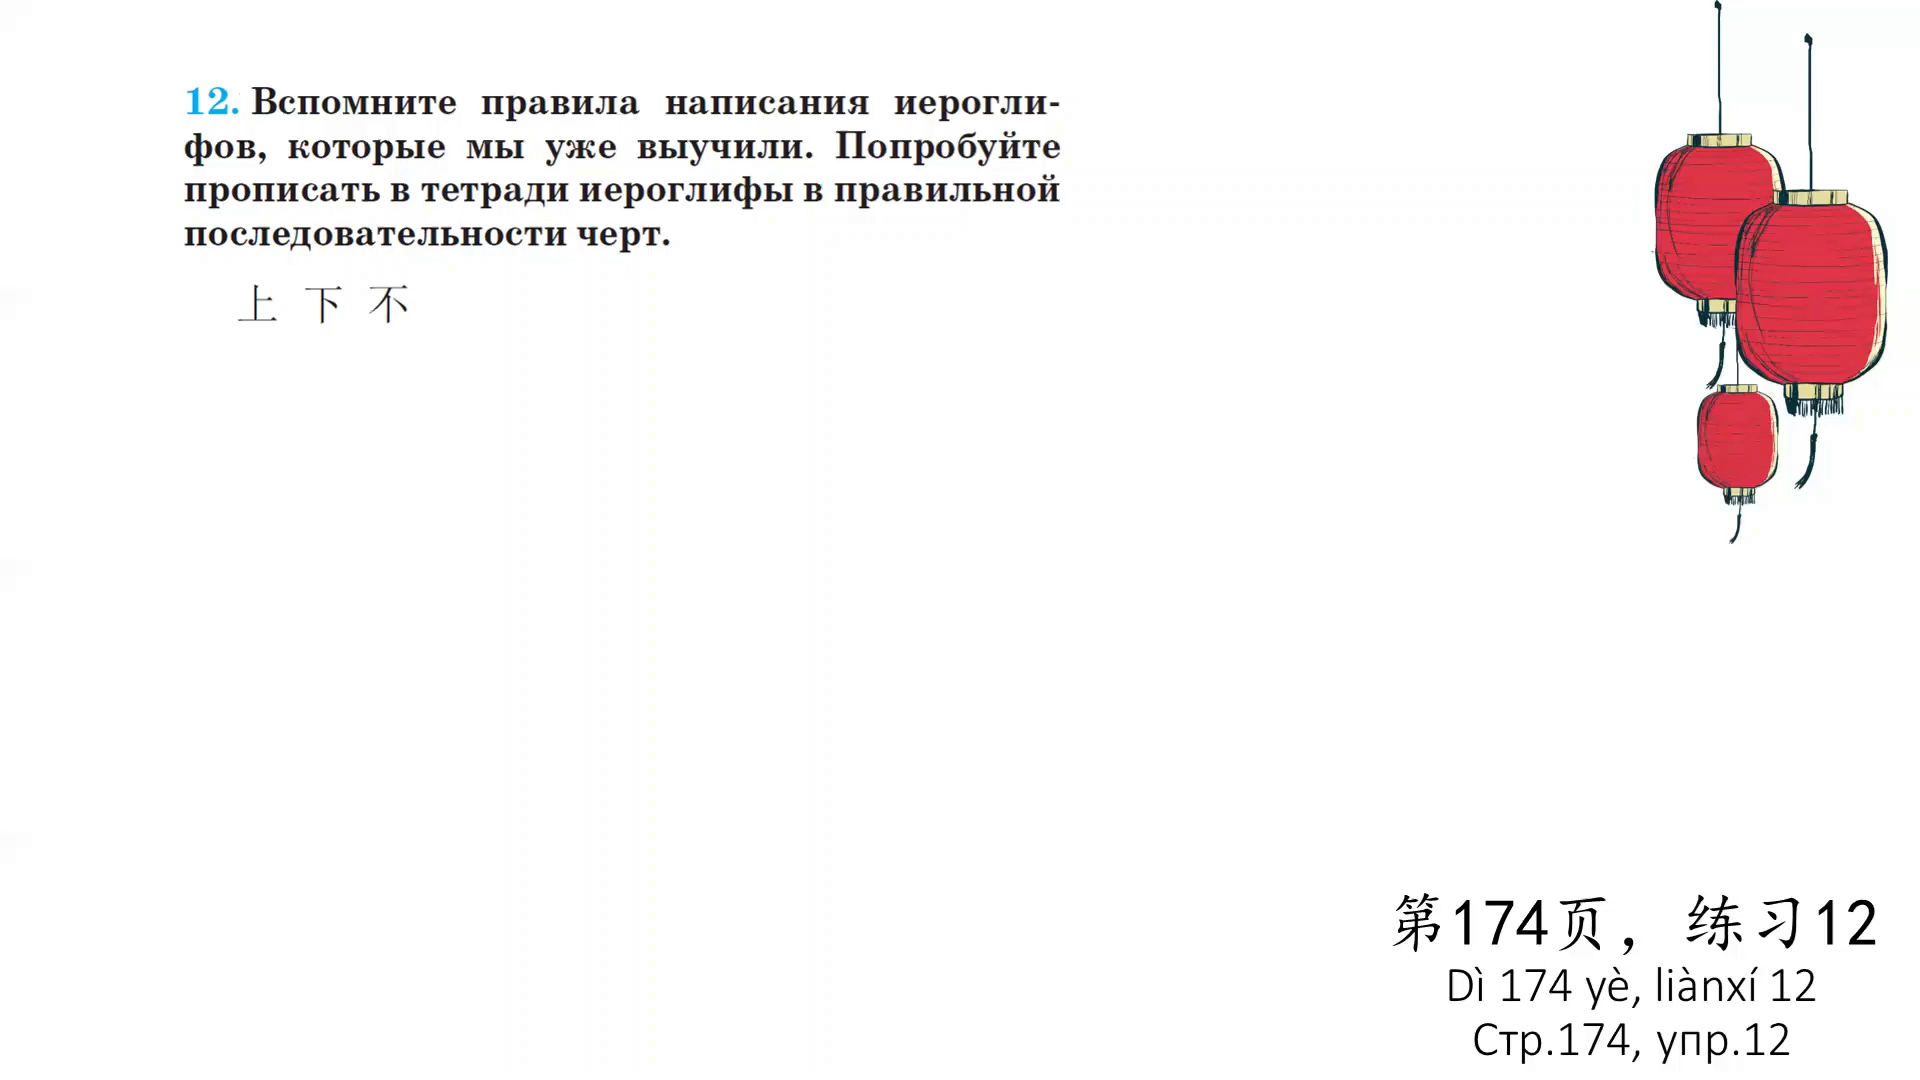 12. Вспомните правила написания иерогли-
фов, которые мы уже выучили. Попробуйте
прописать в тетради иероглифы в правильной
последовательности черт.
上 下 不
第174页，练习12
Dì 174 yè, liànxí 12
Стр.174, упр.12